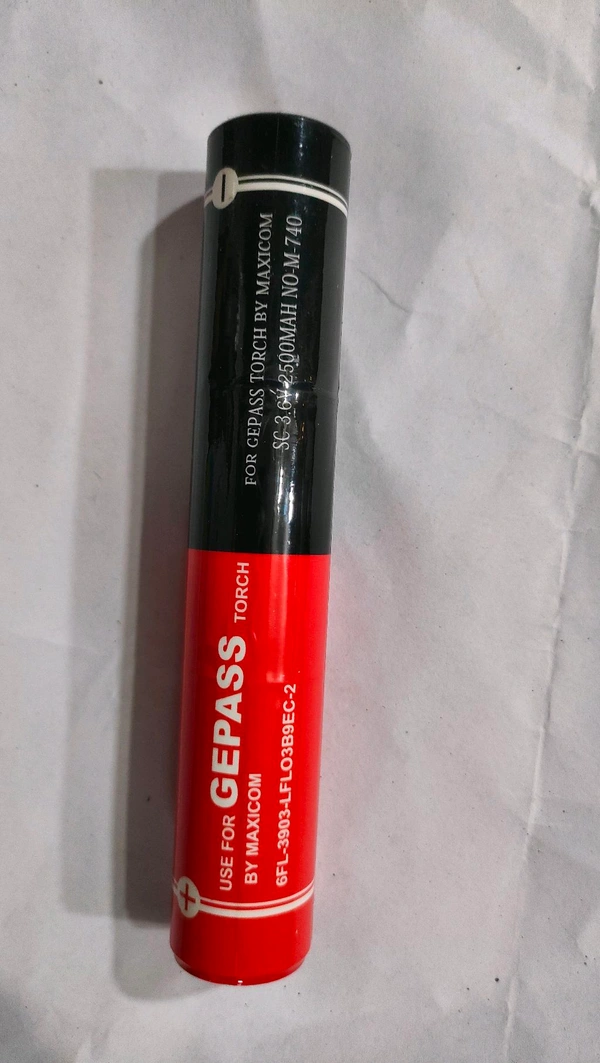 FOR GEPASS TORCH BY MAXICOM
SC 3.6V-2500MAH NO-M-740
USE FOR GEPASS TORCH
BY MAXICOM
6FL-3903-LFLO3B9EC-2